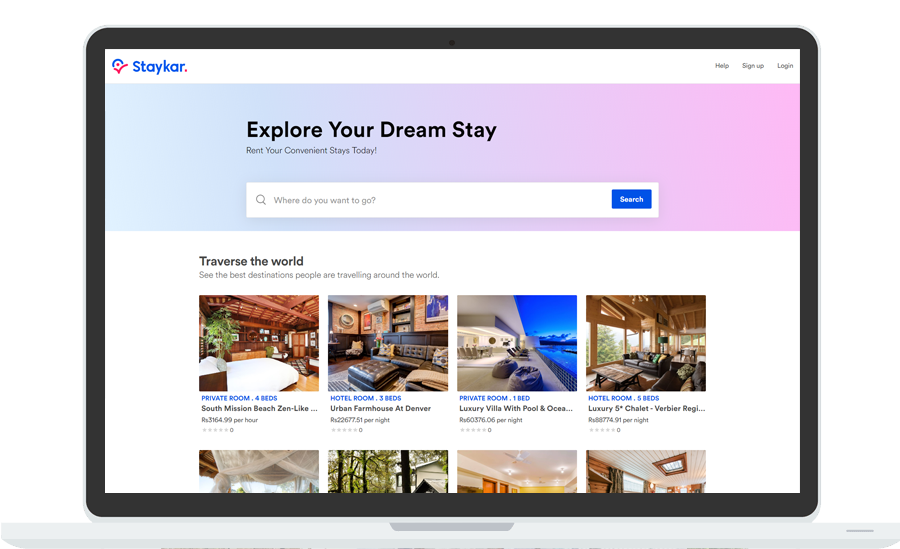 Staykar.
Help Sign up Login
Explore Your Dream Stay
Rent Your Convenient Stays Today!
Where do you want to go?
Search
Traverse the world
See the best destinations people are travelling around the world.
PRIVATE ROOM . 4 BEDS
South Mission Beach Zen-Like ...
Rs3164.99 per hour
0
HOTEL ROOM . 3 BEDS
Urban Farmhouse At Denver
Rs22677.51 per night
0
PRIVATE ROOM . 1 BED
Luxury Villa With Pool & Ocea...
Rs60376.06 per night
0
HOTEL ROOM . 5 BEDS
Luxury 5* Chalet - Verbier Regi...
Rs88774.91 per night
0